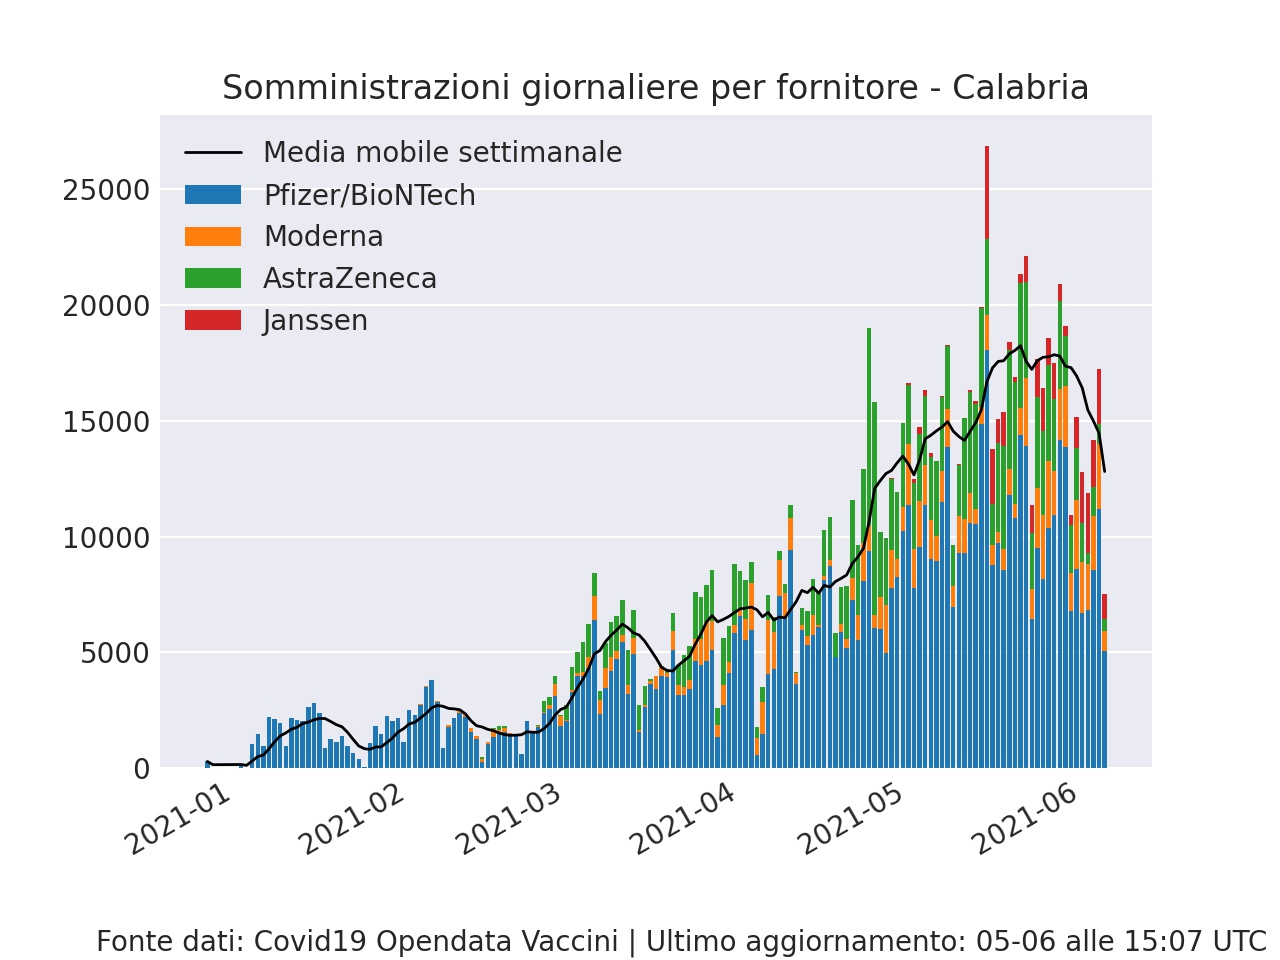 Somministrazioni giornaliere per fornitore - Calabria
Media mobile settimanale
Pfizer/BioNTech
Moderna
AstraZeneca
Janssen
25000
20000
15000
10000
5000
0
2021-01
2021-02
2021-03
2021-04
2021-05
2021-06
Fonte dati: Covid19 Opendata Vaccini | Ultimo aggiornamento: 05-06 alle 15:07 UTC